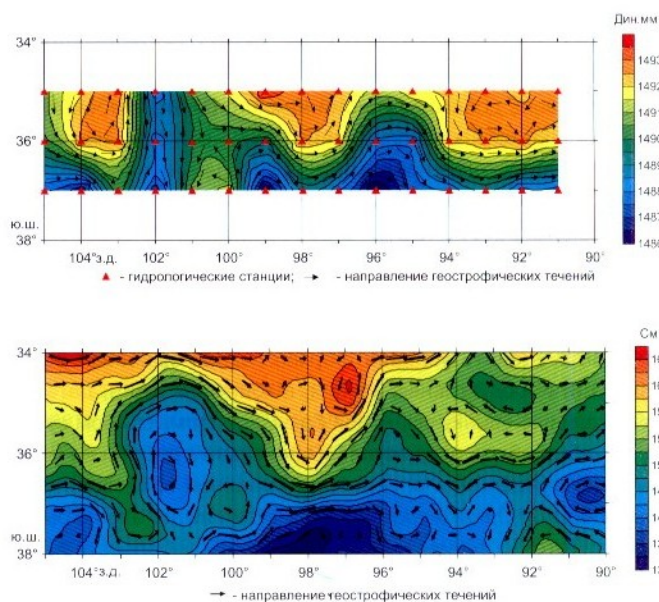 Дин.мм
34°
1493
1492
1491
36°
1490
1489
1488
1487
ю.ш.
38°
104°з.д. 102° 100° 98° 96° 94° 92° 90°
- гидрологические станции; - направление геострофических течений
См
34°
36°
ю.ш.
38°
104°з.д. 102° 100° 98° 96° 94° 92° 90°
- направление геострофических течений